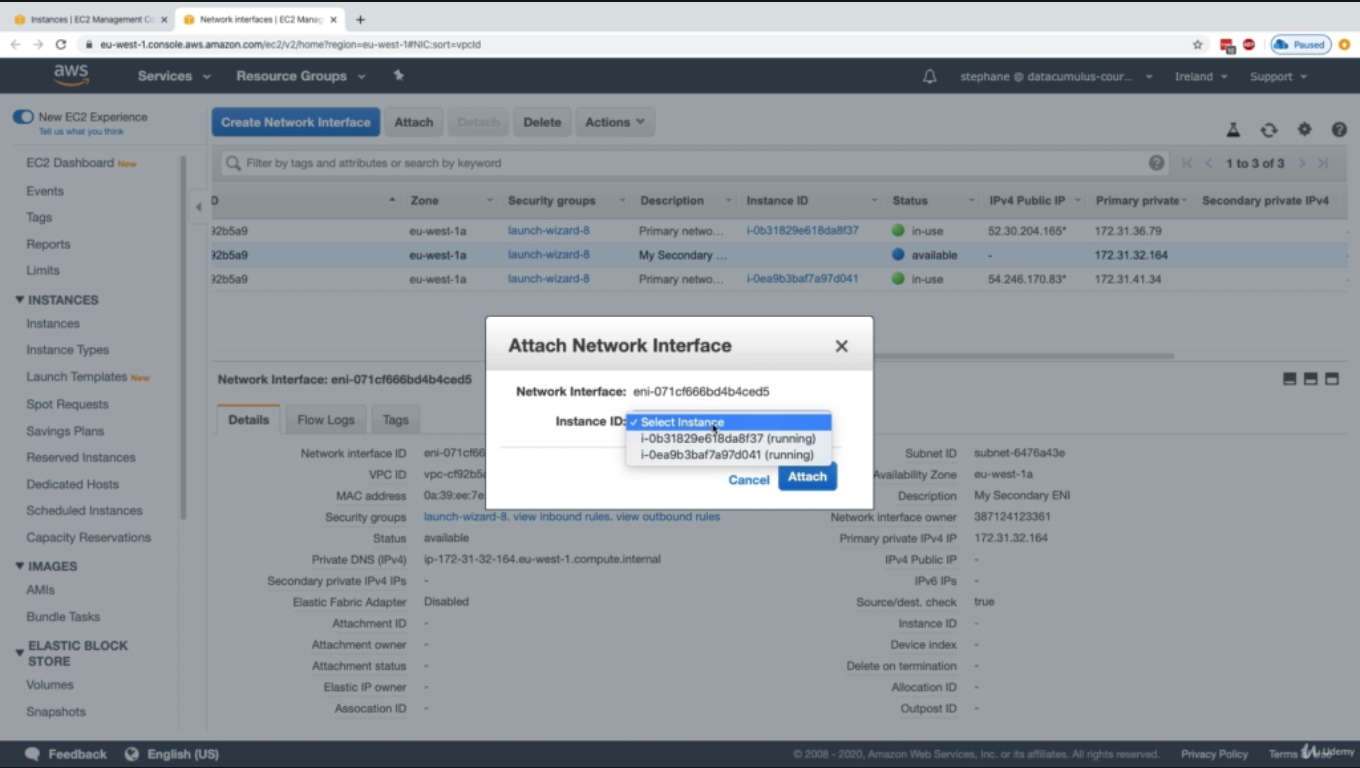 Instances | EC2 Management Co
Network interfaces | EC2 Manag
eu-west-1.console.aws.amazon.com/ec2/v2/home?region=eu-west-1#NIC:sort=vpcId
Paused
aws Services Resource Groups stephane @ datacumulus-cour... Ireland Support
New EC2 Experience
Tell us what you think
EC2 Dashboard New
Events
Tags
Reports
Limits
INSTANCES
Instances
Instance Types
Launch Templates New
Spot Requests
Savings Plans
Reserved Instances
Dedicated Hosts
Scheduled Instances
Capacity Reservations
IMAGES
AMIs
Bundle Tasks
ELASTIC BLOCK
STORE
Volumes
Snapshots
Create Network Interface Attach Detach Delete Actions
Filter by tags and attributes or search by keyword 1 to 3 of 3
D Zone Security groups Description Instance ID Status IPv4 Public IP Primary private Secondary private IPv4
92b5a9 eu-west-1a launch-wizard-8 Primary netwo... i-0b31829e618da8f37 in-use 52.30.204.165* 172.31.36.79
92b5a9 eu-west-1a launch-wizard-8 My Secondary ... available - 172.31.32.164
92b5a9 eu-west-1a launch-wizard-8 Primary netwo... i-0ea9b3baf7a97d041 in-use 54.246.170.83* 172.31.41.34
Attach Network Interface
Network Interface: eni-071cf666bd4b4ced5
Instance ID: ✓ Select Instance
i-0b31829e618da8f37 (running)
i-0ea9b3baf7a97d041 (running)
Cancel Attach
Network Interface: eni-071cf666bd4b4ced5
Details Flow Logs Tags
Network interface ID eni-071cf66
VPC ID vpc-cf92b5
MAC address 0a:39:ee:7e
Security groups launch-wizard-8. view inbound rules. view outbound rules
Status available
Private DNS (IPv4) ip-172-31-32-164.eu-west-1.compute.internal
Secondary private IPv4 IPs -
Elastic Fabric Adapter Disabled
Attachment ID -
Attachment owner -
Attachment status -
Elastic IP owner -
Assocation ID -
Subnet ID subnet-6476a43e
Availability Zone eu-west-1a
Description My Secondary ENI
Network interface owner 387124123361
Primary private IPv4 IP 172.31.32.164
IPv4 Public IP -
IPv6 IPs -
Source/dest. check true
Instance ID -
Device index -
Delete on termination -
Allocation ID -
Outpost ID -
Feedback English (US) © 2008 - 2020, Amazon Web Services, Inc. or its affiliates. All rights reserved. Privacy Policy Terms
Udemy